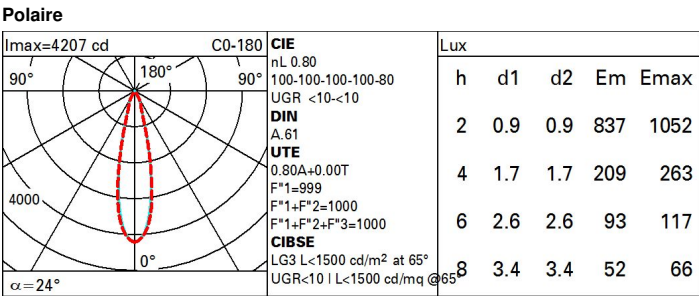 Polaire
Imax=4207 cd C0-180
90° 180° 90°
4000
0°
α=24°
CIE
nL 0.80
100-100-100-100-80
UGR <10-<10
DIN
A.61
UTE
0.80A+0.00T
F"1=999
F"1+F"2=1000
F"1+F"2+F"3=1000
CIBSE
LG3 L<1500 cd/m² at 65°
UGR<10 | L<1500 cd/mq @65°
Lux
h d1 d2 Em Emax
2 0.9 0.9 837 1052
4 1.7 1.7 209 263
6 2.6 2.6 93 117
8 3.4 3.4 52 66